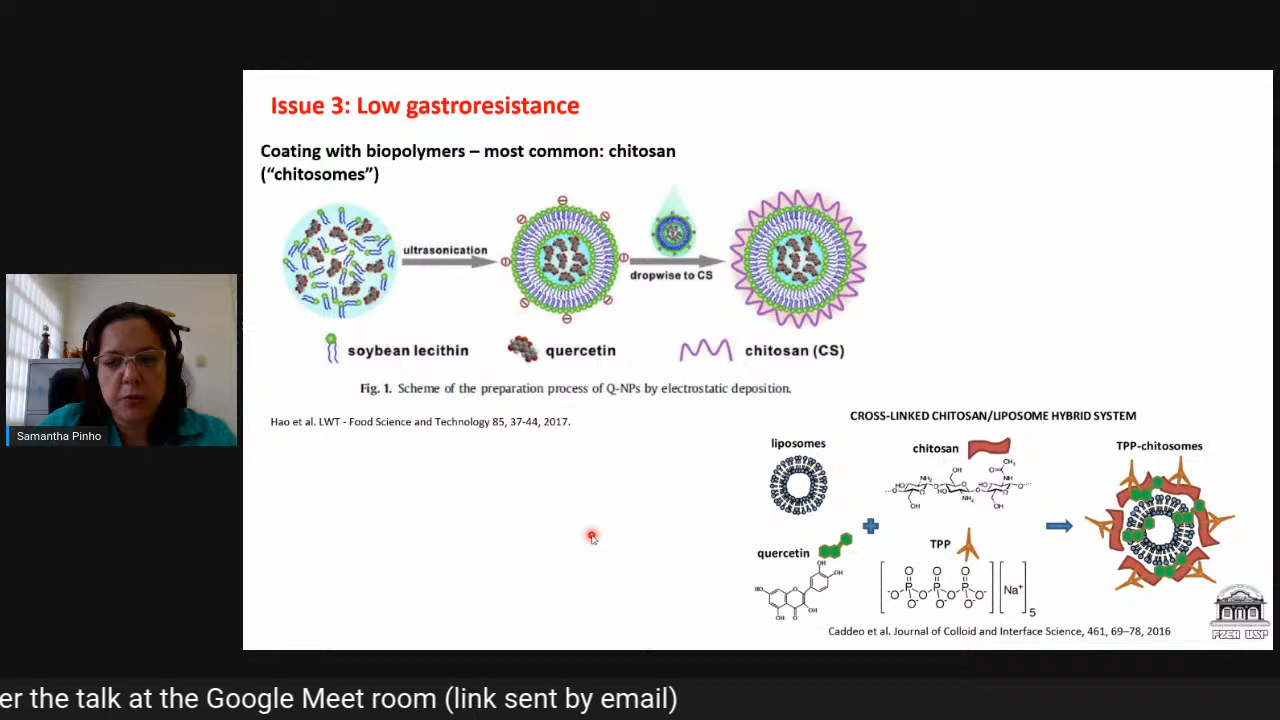 Issue 3: Low gastroresistance
Coating with biopolymers – most common: chitosan
("chitosomes")
ultrasonication
dropwise to CS
soybean lecithin
quercetin
chitosan (CS)
Fig. 1. Scheme of the preparation process of Q-NPs by electrostatic deposition.
Hao et al. LWT - Food Science and Technology 85, 37-44, 2017.
Samantha Pinho
CROSS-LINKED CHITOSAN/LIPOSOME HYBRID SYSTEM
liposomes
chitosan
TPP-chitosomes
quercetin
TPP
Na+
5
Caddeo et al. Journal of Colloid and Interface Science, 461, 69–78, 2016
FZEA USP
er the talk at the Google Meet room (link sent by email)